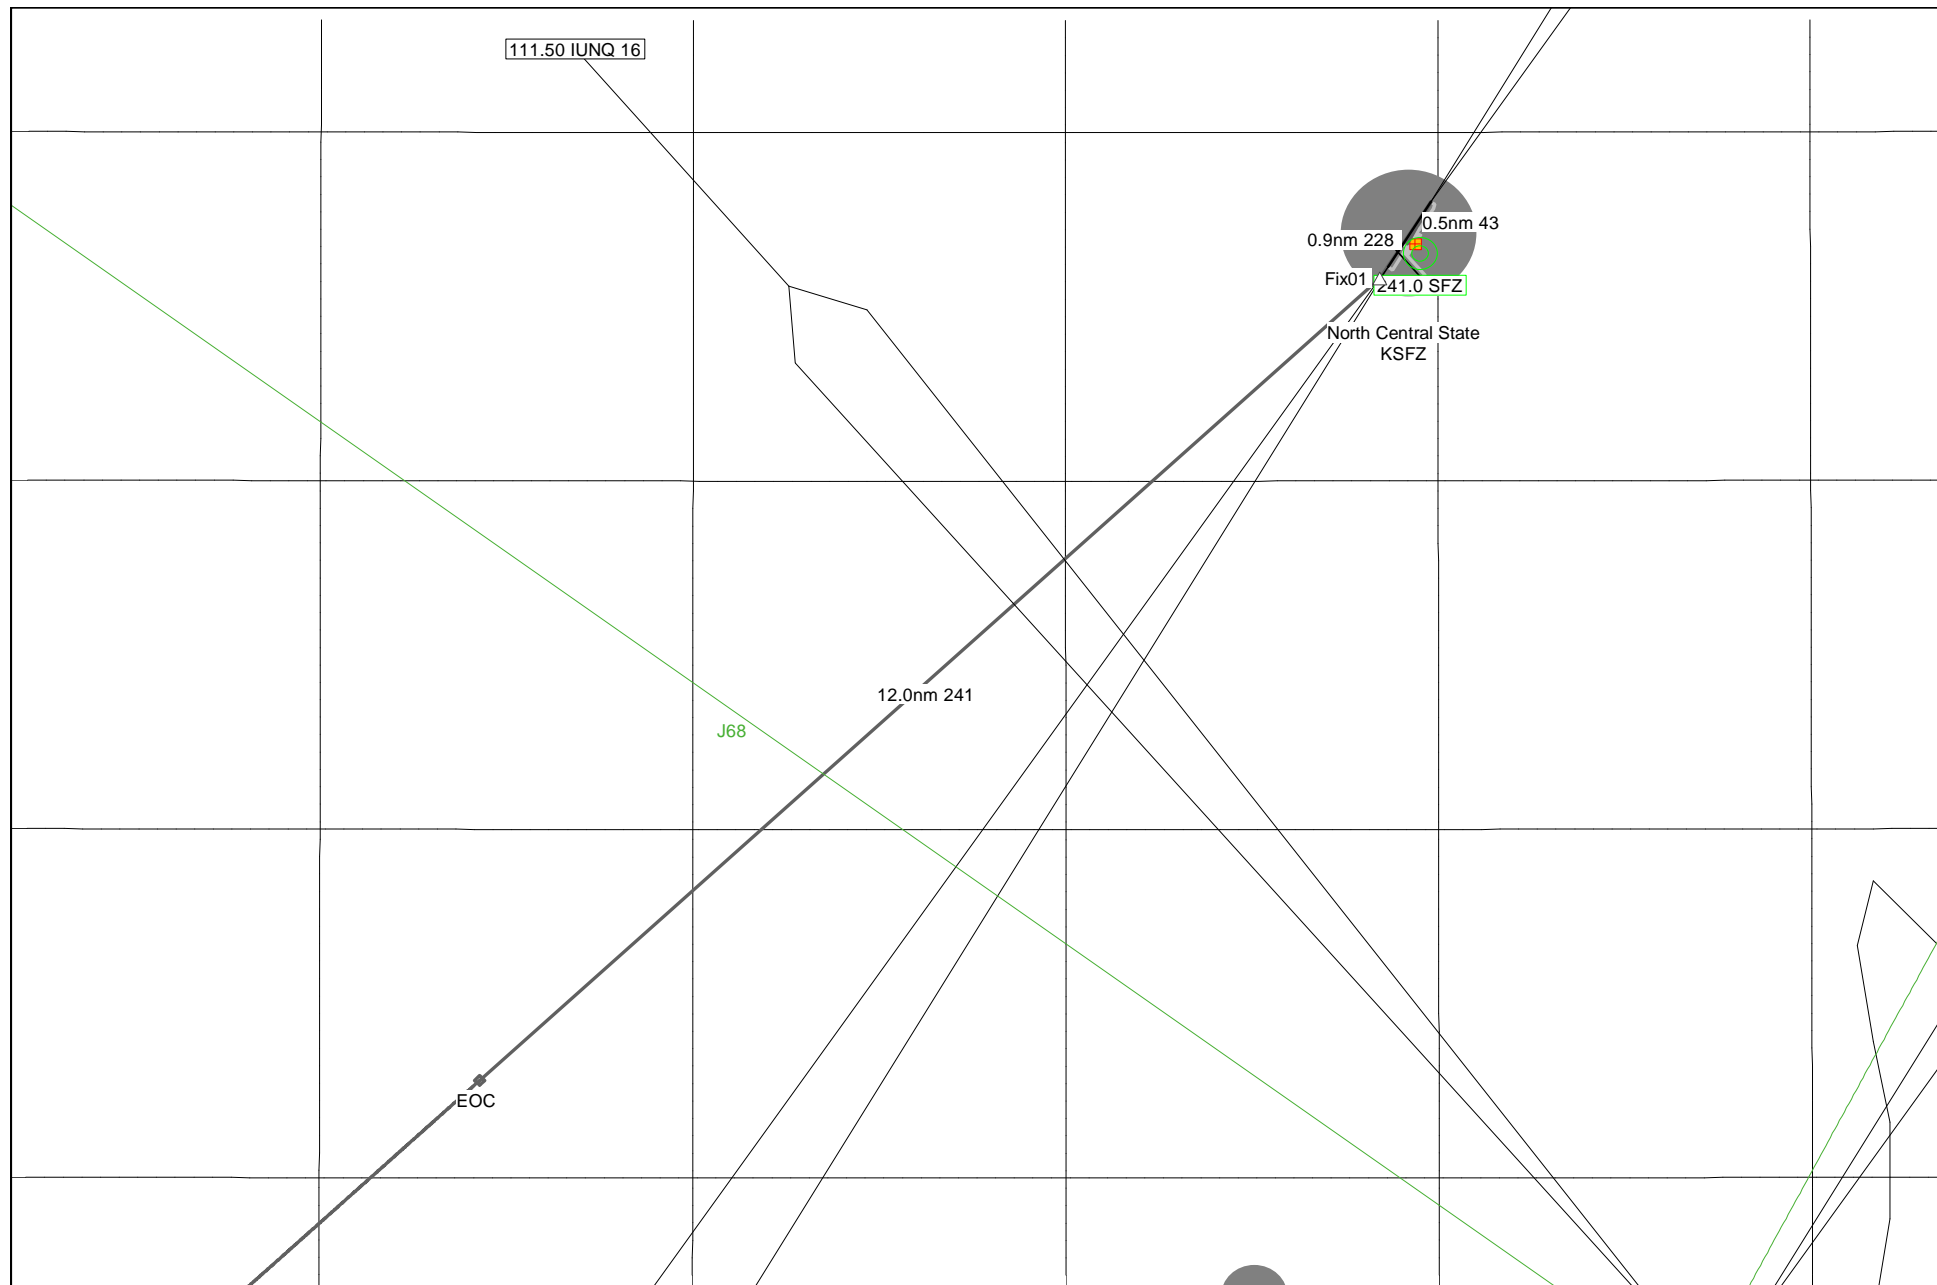 111.50 IUNQ 16
0.5nm 43
0.9nm 228
Fix01
241.0 SFZ
North Central State
KSFZ
12.0nm 241
J68
EOC